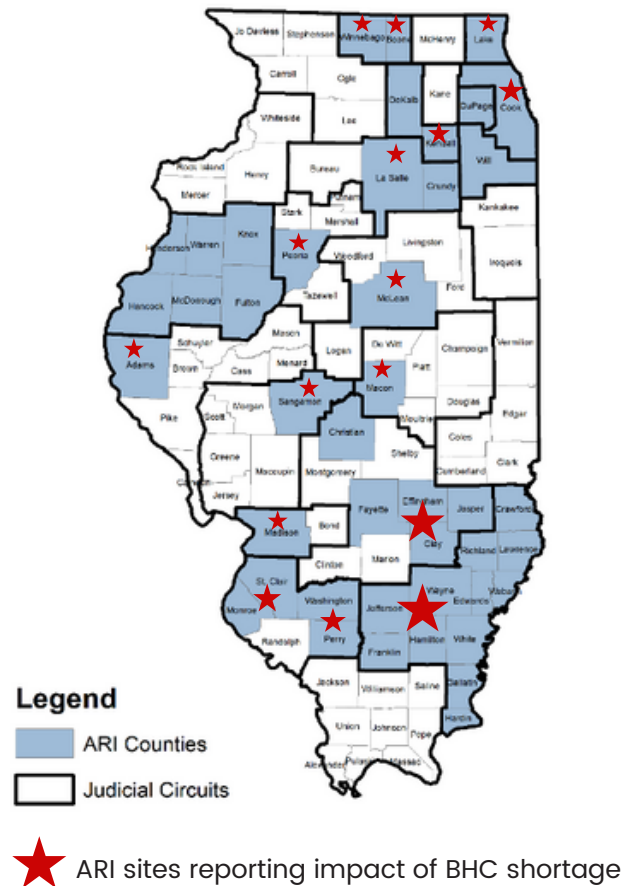 Jo Daviess Stephenson Winnebago Boone McHenry Lake
Carroll Ogle DeKalb Kane DuPage Cook
Whiteside Lee Kendall Will
Rock Island Henry Bureau La Salle Grundy
Mercer Putnam Kankakee
Stark Marshall
Henderson Warren Knox Peoria Woodford Livingston Iroquois
Hancock McDonough Fulton Tazewell McLean Ford
Adams Schuyler Mason Logan De Witt Champaign Vermilion
Brown Cass Menard Macon Piatt
Pike Scott Morgan Sangamon Christian Moultrie Douglas Edgar
Greene Macoupin Montgomery Shelby Coles Clark
Jersey Cumberland
Madison Bond Fayette Effingham Jasper Crawford
Clinton Marion Clay Richland Lawrence
St. Clair Washington Jefferson Wayne Edwards Wabash
Monroe Randolph Perry Hamilton White
Franklin
Jackson Williamson Saline Gallatin
Union Johnson Pope Hardin
Alexander Massac
Legend
ARI Counties
Judicial Circuits
ARI sites reporting impact of BHC shortage